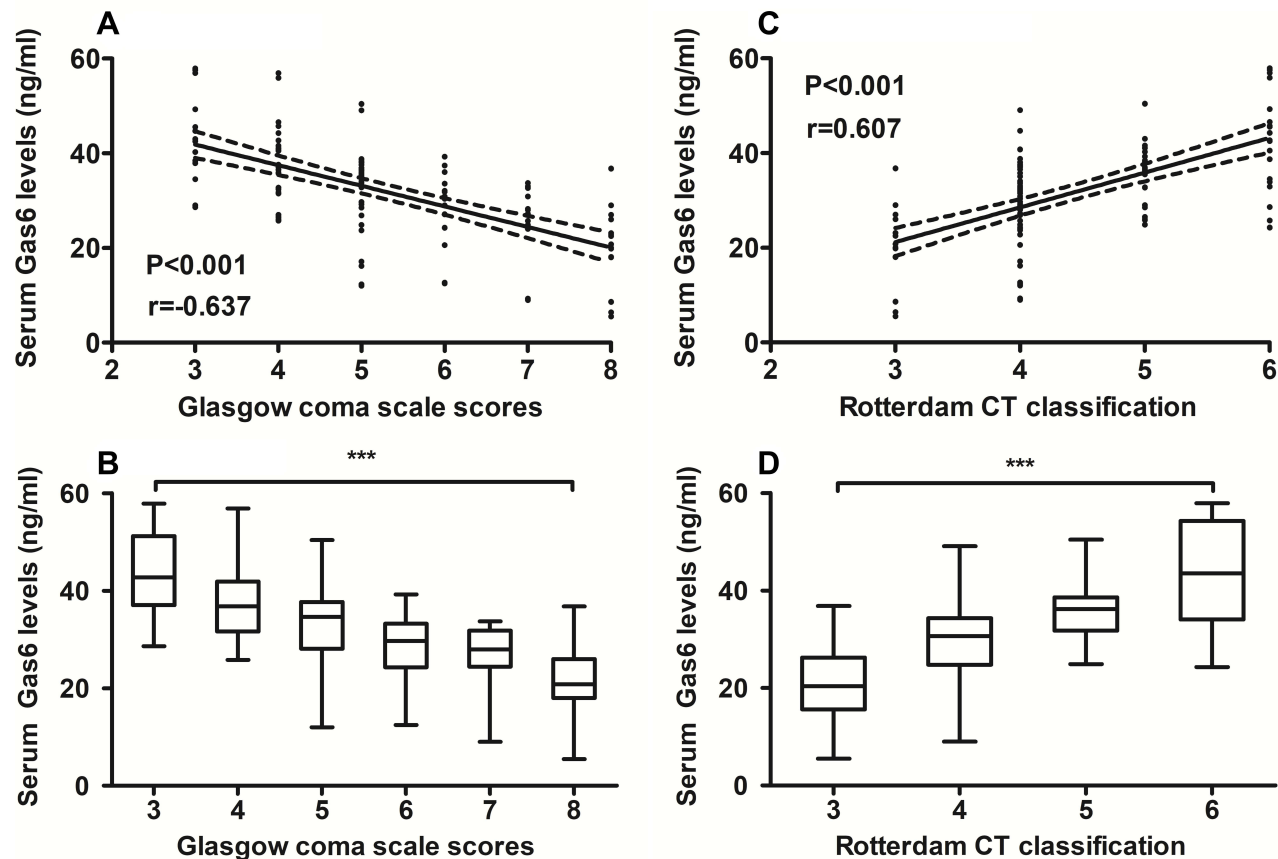 A
Serum Gas6 levels (ng/ml)
60
40
20
0
P<0.001
r=-0.637
2 3 4 5 6 7 8
Glasgow coma scale scores
C
Serum Gas6 levels (ng/ml)
60
40
20
0
P<0.001
r=0.607
2 3 4 5 6
Rotterdam CT classification
B
***
Serum Gas6 levels (ng/ml)
60
40
20
0
3 4 5 6 7 8
Glasgow coma scale scores
D
***
Serum Gas6 levels (ng/ml)
60
40
20
0
3 4 5 6
Rotterdam CT classification